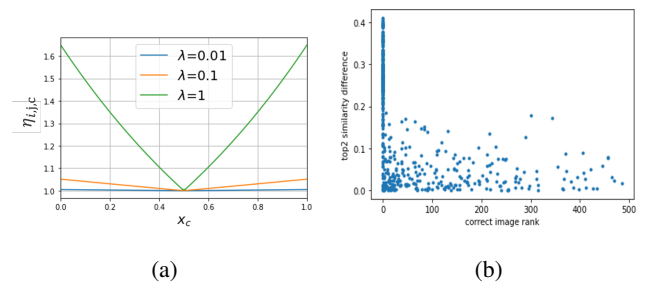 λ=0.01
λ=0.1
λ=1
1.6
1.5
1.4
1.3
1.2
1.1
1.0
η_{i,j,c}
0.0 0.2 0.4 0.6 0.8 1.0
x_c
(a)
0.4
0.3
0.2
0.1
0.0
top2 similarity difference
0 100 200 300 400 500
correct image rank
(b)